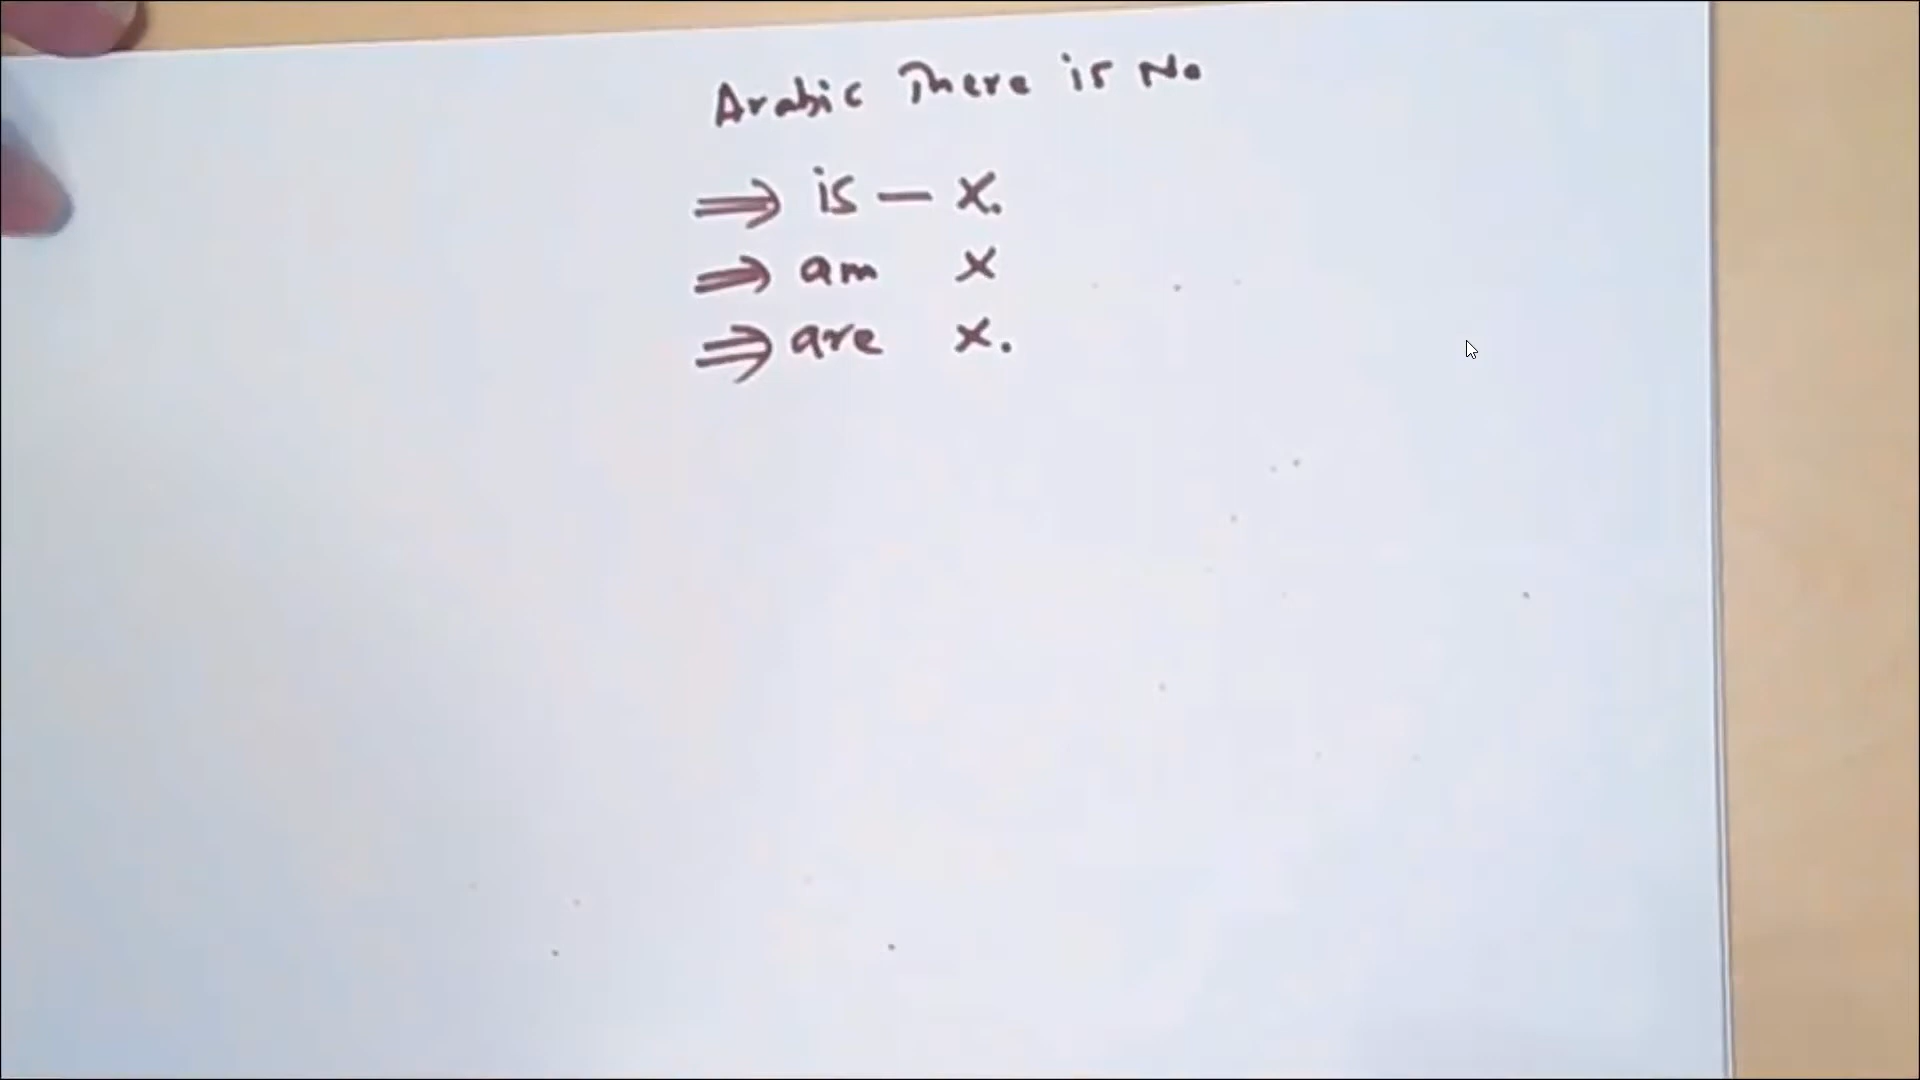 Arabic There is No
⇒ is — x.
⇒ am x
⇒ are x.